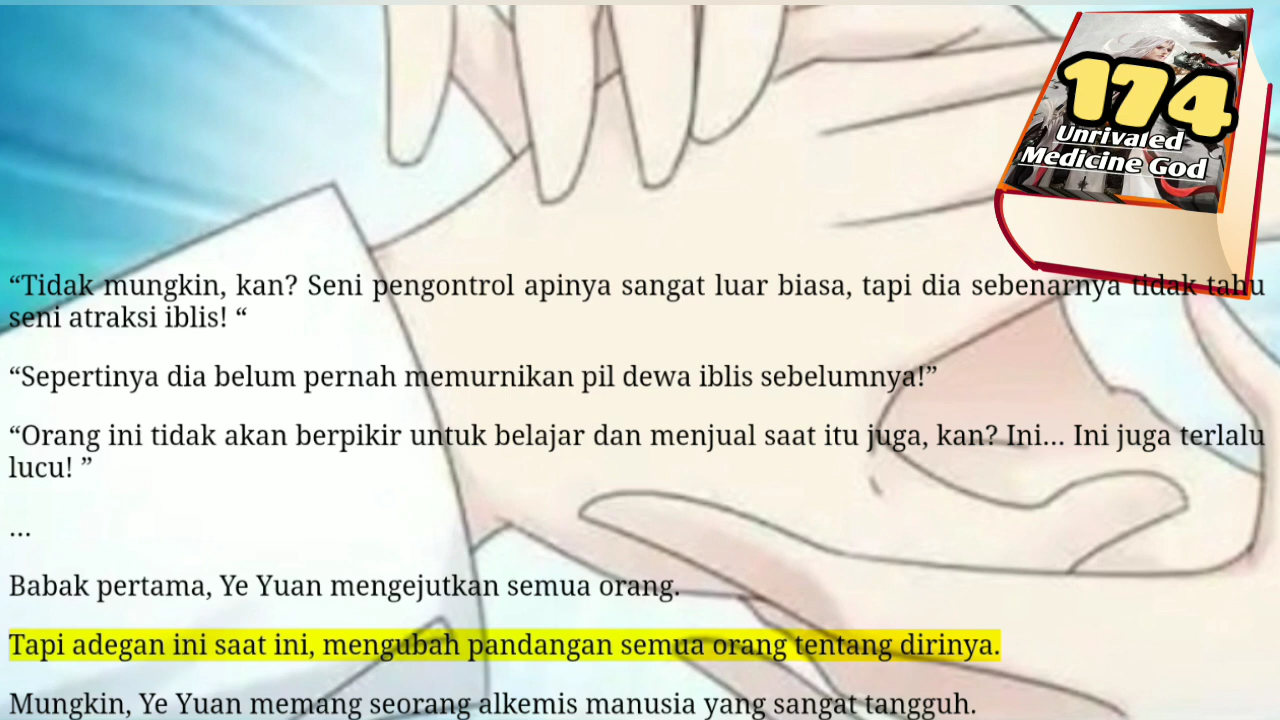 174
Unrivaled
Medicine God
“Tidak mungkin, kan? Seni pengontrol apinya sangat luar biasa, tapi dia sebenarnya tidak tahu
seni atraksi iblis! “
“Sepertinya dia belum pernah memurnikan pil dewa iblis sebelumnya!”
“Orang ini tidak akan berpikir untuk belajar dan menjual saat itu juga, kan? Ini… Ini juga terlalu
lucu! ”
…
Babak pertama, Ye Yuan mengejutkan semua orang.
Tapi adegan ini saat ini, mengubah pandangan semua orang tentang dirinya.
Mungkin, Ye Yuan memang seorang alkemis manusia yang sangat tangguh.